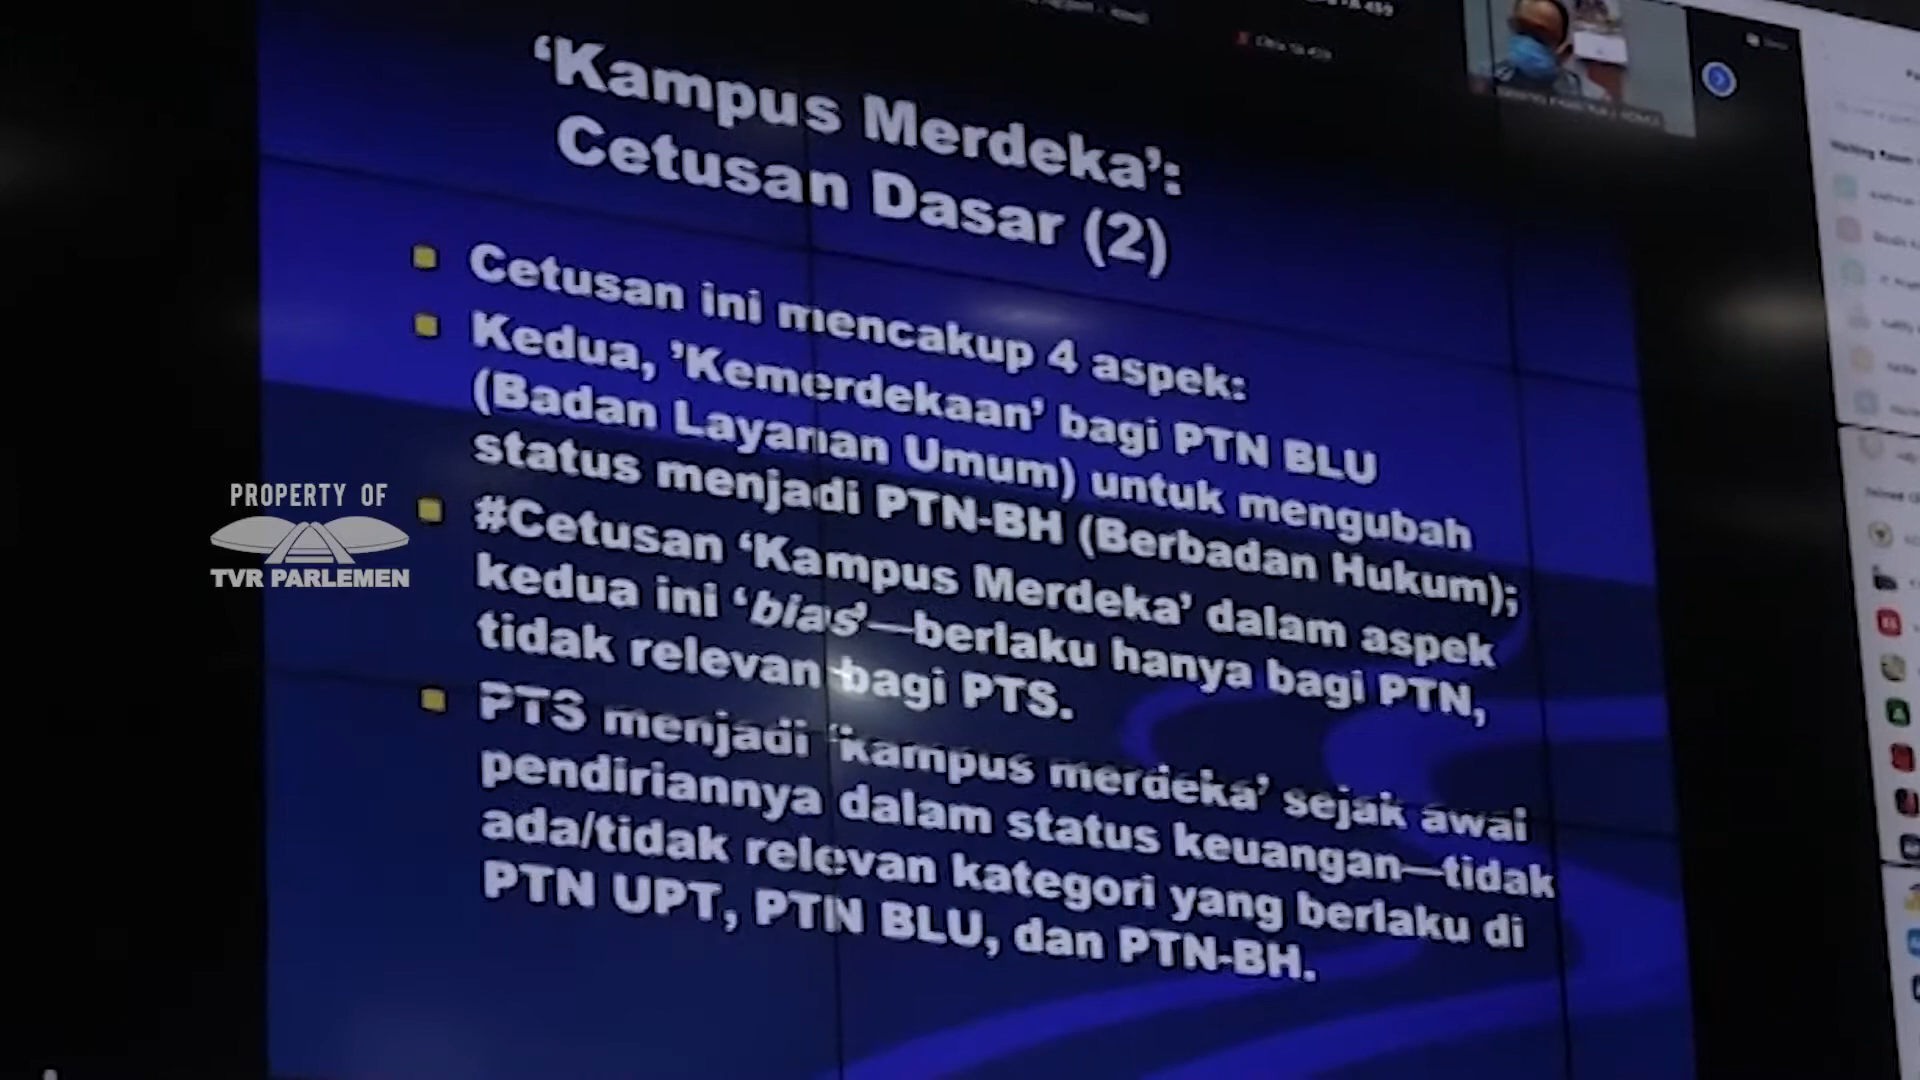 ‘Kampus Merdeka’:
Cetusan Dasar (2)
Cetusan ini mencakup 4 aspek:
Kedua, ’Kemerdekaan’ bagi PTN BLU
(Badan Layanan Umum) untuk mengubah
status menjadi PTN-BH (Berbadan Hukum);
#Cetusan ‘Kampus Merdeka’ dalam aspek
kedua ini ‘bias’—berlaku hanya bagi PTN,
tidak relevan bagi PTS.
PTS menjadi ‘kampus merdeka’ sejak awal
pendiriannya dalam status keuangan—tidak
ada/tidak relevan kategori yang berlaku di
PTN UPT, PTN BLU, dan PTN-BH.
PROPERTY OF
TVR PARLEMEN
Waiting Room